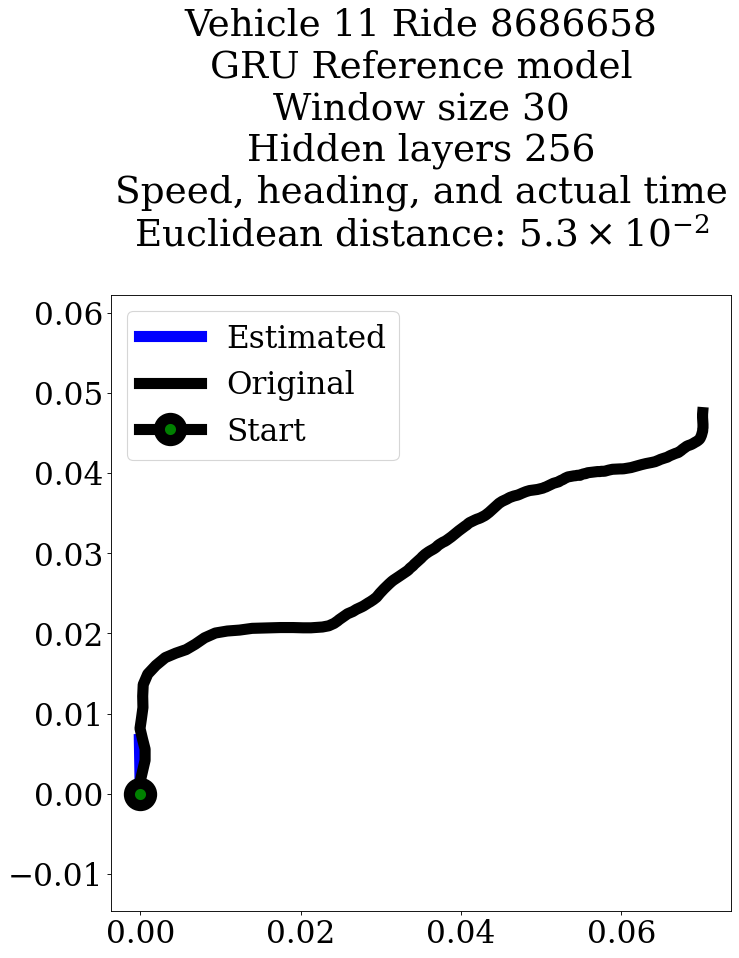 Vehicle 11 Ride 8686658
GRU Reference model
Window size 30
Hidden layers 256
Speed, heading, and actual time
Euclidean distance: 5.3 × 10⁻²
0.06
0.05
0.04
0.03
0.02
0.01
0.00
−0.01
Estimated
Original
Start
0.00 0.02 0.04 0.06